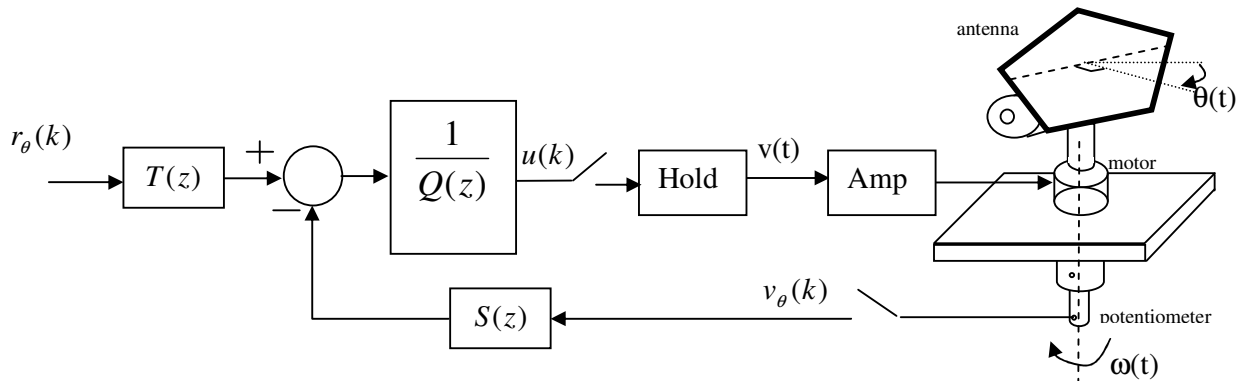 antenna
θ(t)
r_θ(k)
T(z)
+
−
1
Q(z)
u(k)
Hold
v(t)
Amp
motor
S(z)
v_θ(k)
potentiometer
ω(t)